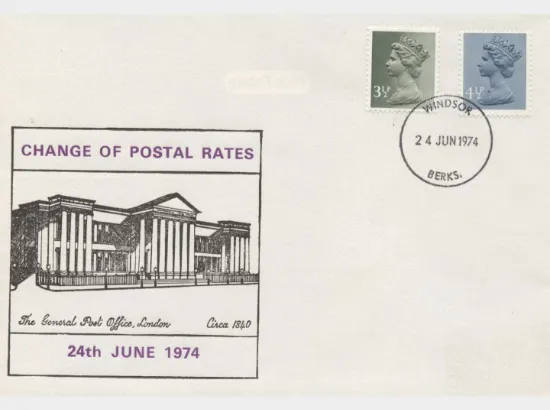 3½P
4½P
WINDSOR
24 JUN 1974
BERKS.
CHANGE OF POSTAL RATES
The General Post Office, London Circa 1840
24th JUNE 1974